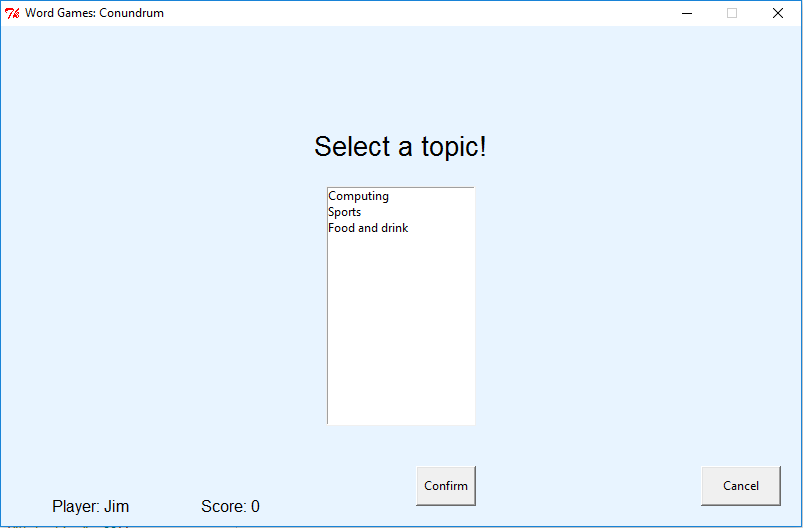 Word Games: Conundrum
Select a topic!
Computing
Sports
Food and drink
Confirm
Cancel
Player: Jim
Score: 0